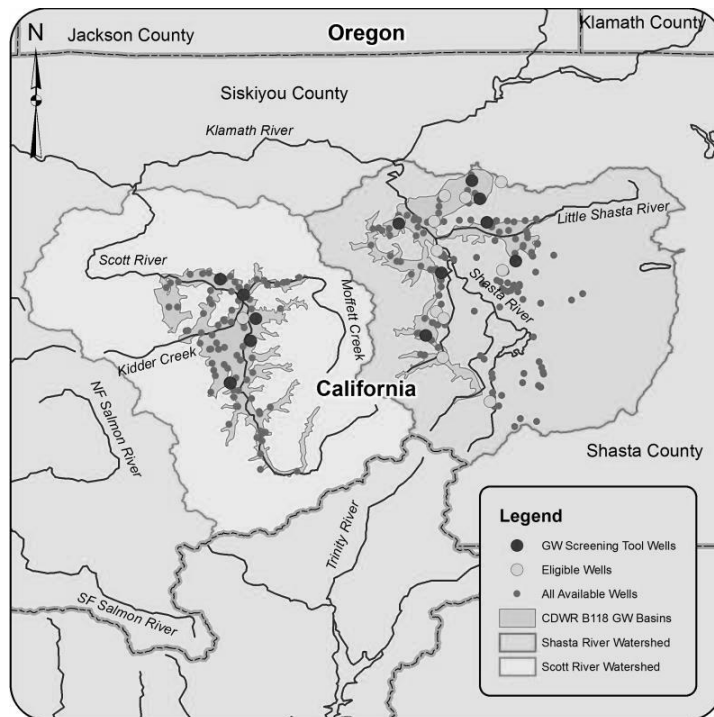 Klamath County
N
Jackson County
Oregon
Siskiyou County
Klamath River
Little Shasta River
Scott River
Shasta River
Moffett Creek
Kidder Creek
California
NF Salmon River
Shasta County
Trinity River
SF Salmon River
Legend
GW Screening Tool Wells
Eligible Wells
All Available Wells
CDWR B118 GW Basins
Shasta River Watershed
Scott River Watershed